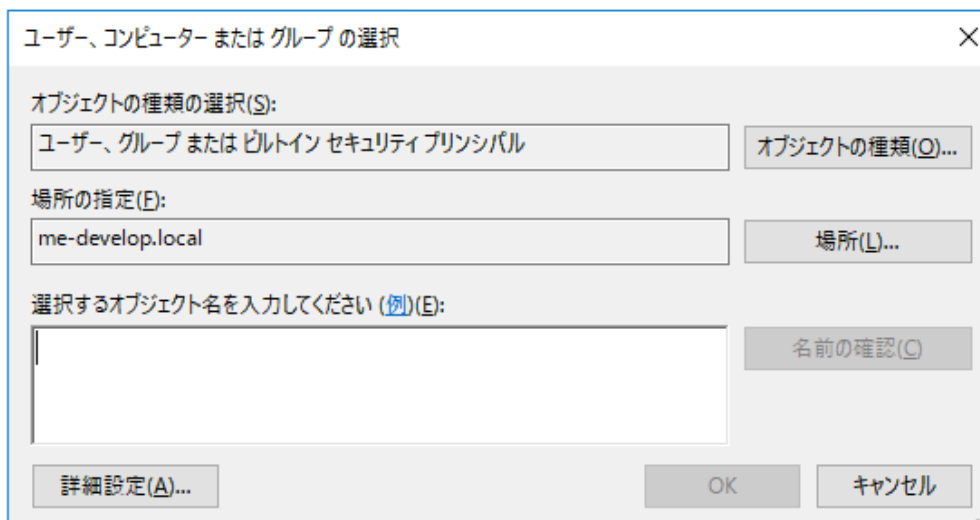 ユーザー、コンピューター または グループ の選択
オブジェクトの種類の選択(S):
ユーザー、グループ または ビルトイン セキュリティ プリンシパル
オブジェクトの種類(O)...
場所の指定(F):
me-develop.local
場所(L)...
選択するオブジェクト名を入力してください (例)(E):
名前の確認(C)
詳細設定(A)...
OK
キャンセル